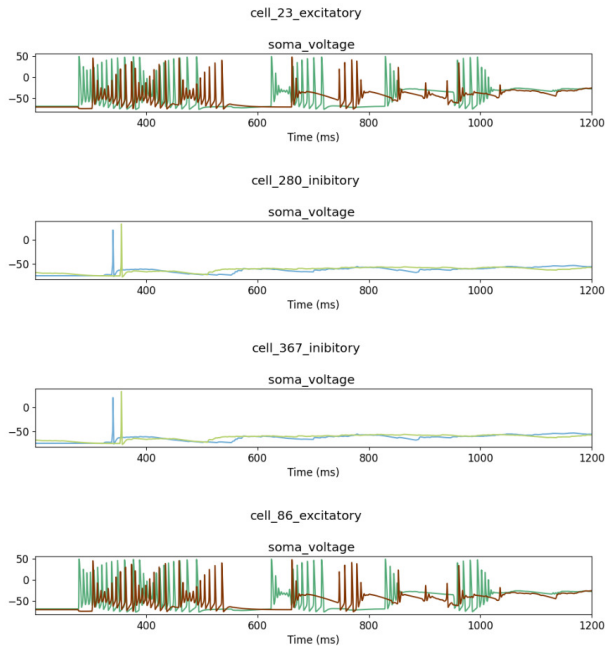 cell_23_excitatory
soma_voltage
50
0
−50
400 600 800 1000 1200
Time (ms)
cell_280_inibitory
soma_voltage
0
−50
400 600 800 1000 1200
Time (ms)
cell_367_inibitory
soma_voltage
0
−50
400 600 800 1000 1200
Time (ms)
cell_86_excitatory
soma_voltage
50
0
−50
400 600 800 1000 1200
Time (ms)